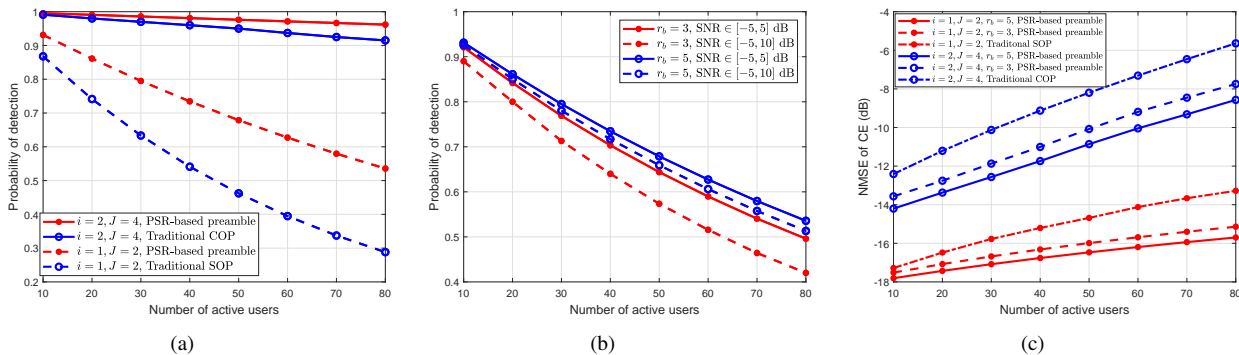 Probability of detection
1
0.9
0.8
0.7
0.6
0.5
0.4
0.3
0.2
i = 2, J = 4, PSR-based preamble
i = 2, J = 4, Traditional COP
i = 1, J = 2, PSR-based preamble
i = 1, J = 2, Traditional SOP
10 20 30 40 50 60 70 80
Number of active users
(a)
Probability of detection
1
0.9
0.8
0.7
0.6
0.5
0.4
r_b = 3, SNR ∈ [−5, 5] dB
r_b = 3, SNR ∈ [−5, 10] dB
r_b = 5, SNR ∈ [−5, 5] dB
r_b = 5, SNR ∈ [−5, 10] dB
10 20 30 40 50 60 70 80
Number of active users
(b)
NMSE of CE (dB)
-4
-6
-8
-10
-12
-14
-16
-18
i = 1, J = 2, r_b = 5, PSR-based preamble
i = 1, J = 2, r_b = 3, PSR-based preamble
i = 1, J = 2, Traditional SOP
i = 2, J = 4, r_b = 5, PSR-based preamble
i = 2, J = 4, r_b = 3, PSR-based preamble
i = 2, J = 4, Traditional COP
10 20 30 40 50 60 70 80
Number of active users
(c)